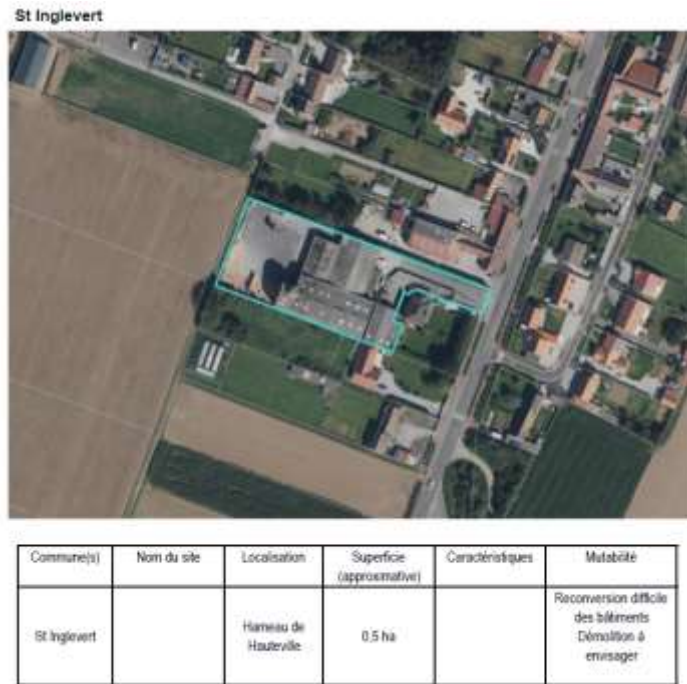 St Inglevert
Commune(s) Nom du site Localisation Superficie (approximative) Caractéristiques Mutabilité
St Inglevert Hameau de Hauteville 0,5 ha Reconversion difficile des bâtiments Démolition à envisager